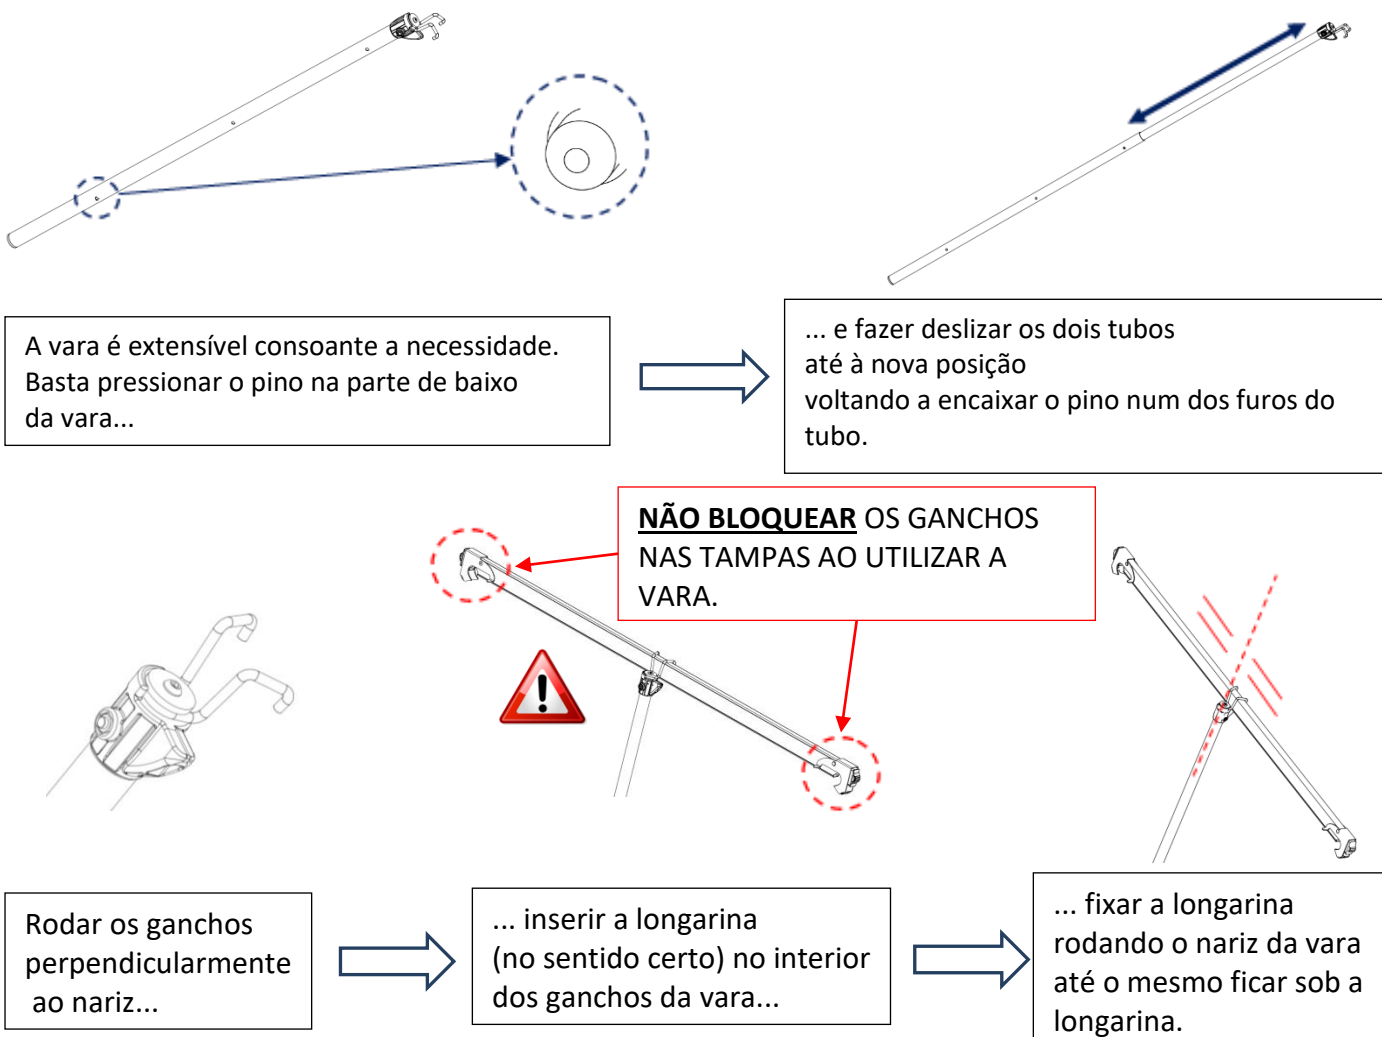 A vara é extensível consoante a necessidade.
Basta pressionar o pino na parte de baixo
da vara...
... e fazer deslizar os dois tubos
até à nova posição
voltando a encaixar o pino num dos furos do
tubo.
NÃO BLOQUEAR OS GANCHOS
NAS TAMPAS AO UTILIZAR A
VARA.
Rodar os ganchos
perpendicularmente
ao nariz...
... inserir a longarina
(no sentido certo) no interior
dos ganchos da vara...
... fixar a longarina
rodando o nariz da vara
até o mesmo ficar sob a
longarina.